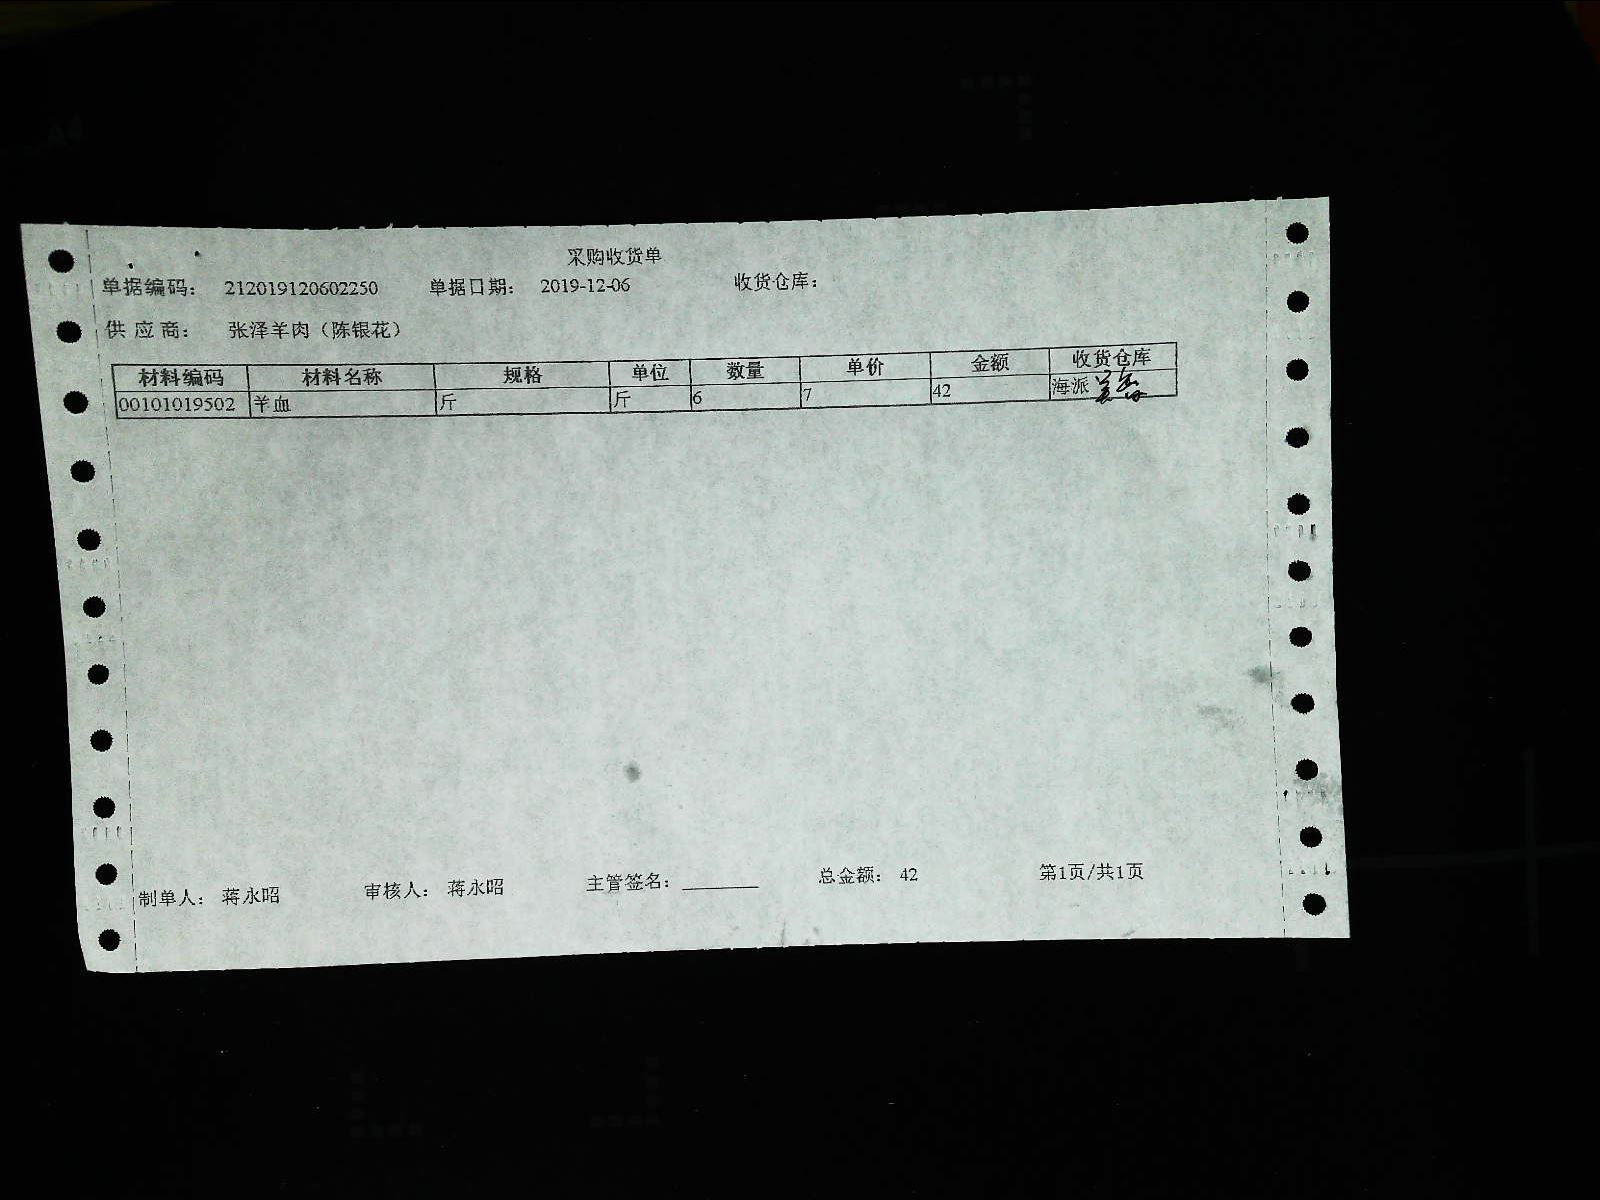 采购收货单
单据编码： 212019120602250 单据日期： 2019-12-06 收货仓库：
供 应 商： 张泽羊肉（陈银花）
材料编码 材料名称 规格 单位 数量 单价 金额 收货仓库
00101019502 羊血 斤 斤 6 7 42 海派
制单人： 蒋永昭 审核人： 蒋永昭 主管签名： 总金额： 42 第1页/共1页